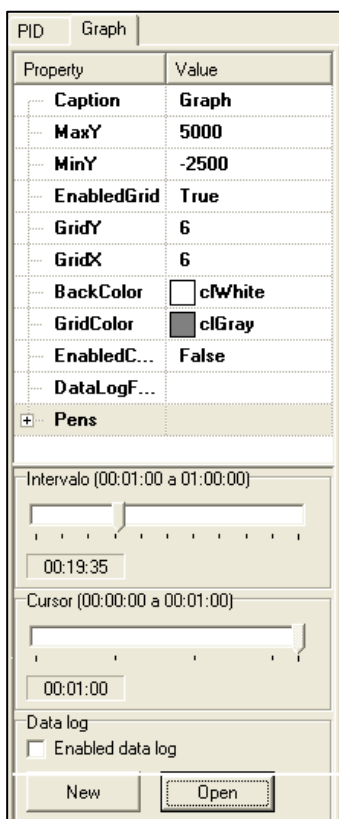 PID Graph
Property Value
Caption Graph
MaxY 5000
MinY -2500
EnabledGrid True
GridY 6
GridX 6
BackColor clWhite
GridColor clGray
EnabledC... False
DataLogF...
Pens
Intervalo (00:01:00 a 01:00:00)
00:19:35
Cursor (00:00:00 a 00:01:00)
00:01:00
Data log
Enabled data log
New Open